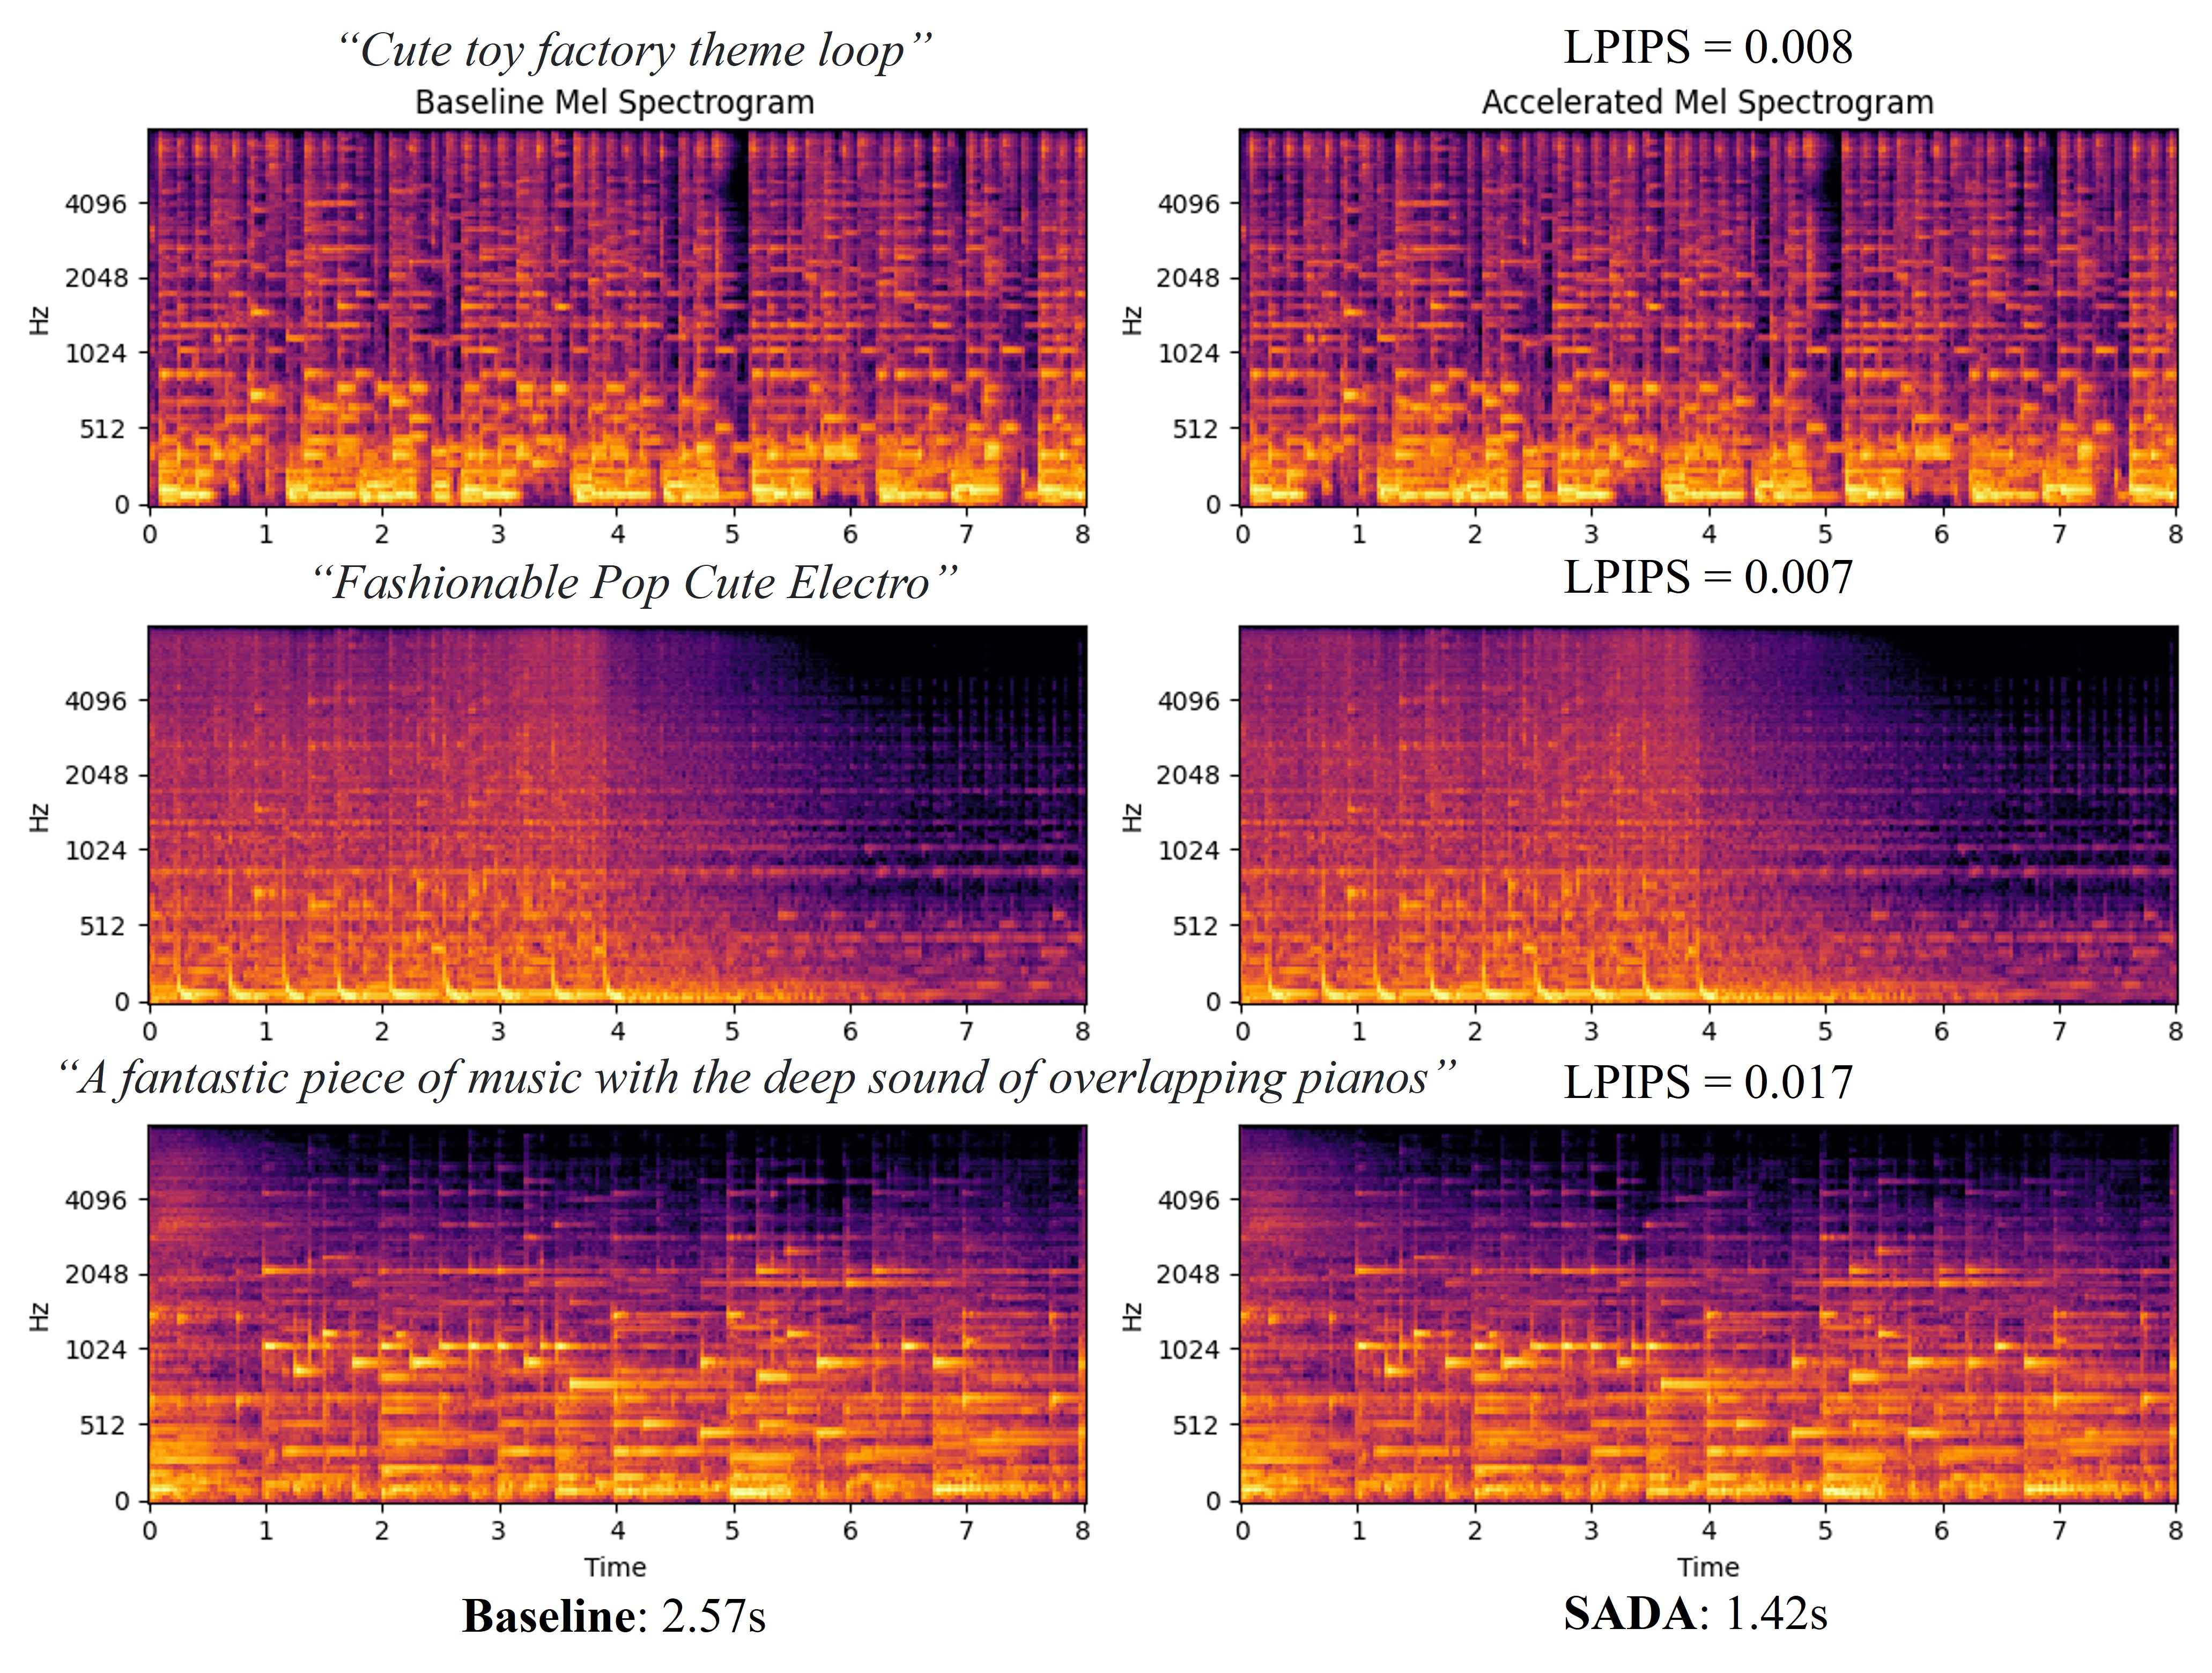 “Cute toy factory theme loop”
LPIPS = 0.008
Baseline Mel Spectrogram
Accelerated Mel Spectrogram
Hz
4096
2048
1024
512
0
0 1 2 3 4 5 6 7 8
Hz
4096
2048
1024
512
0
0 1 2 3 4 5 6 7 8
“Fashionable Pop Cute Electro”
LPIPS = 0.007
Hz
4096
2048
1024
512
0
0 1 2 3 4 5 6 7 8
Hz
4096
2048
1024
512
0
0 1 2 3 4 5 6 7 8
“A fantastic piece of music with the deep sound of overlapping pianos”
LPIPS = 0.017
Hz
4096
2048
1024
512
0
0 1 2 3 4 5 6 7 8
Time
Hz
4096
2048
1024
512
0
0 1 2 3 4 5 6 7 8
Time
Baseline: 2.57s
SADA: 1.42s